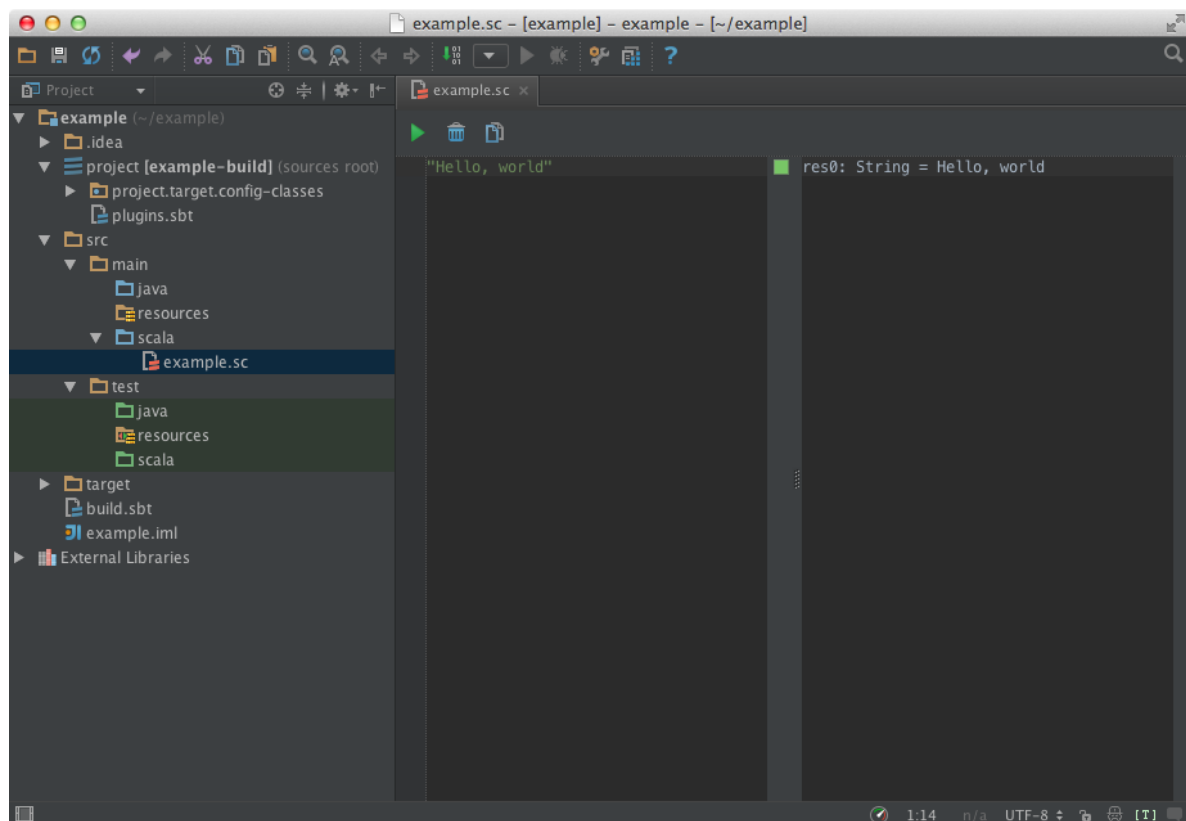 example.sc – [example] – example – [~/example]
Project
example.sc
example (~/example)
.idea
project [example-build] (sources root)
project.target.config-classes
plugins.sbt
src
main
java
resources
scala
example.sc
test
java
resources
scala
target
build.sbt
example.iml
External Libraries
"Hello, world"
res0: String = Hello, world
1:14 n/a UTF-8 [T]